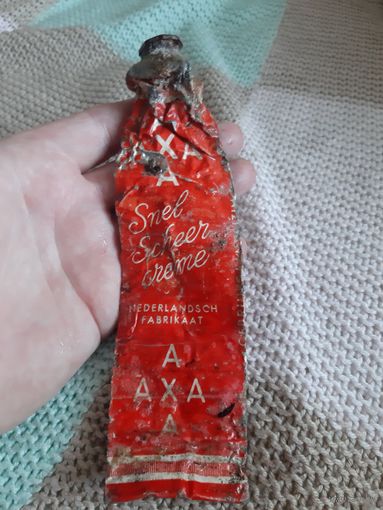 A
AXA
A
Snel
Scheer
crème
NEDERLANDSCH
FABRIKAAT
A
AXA
A